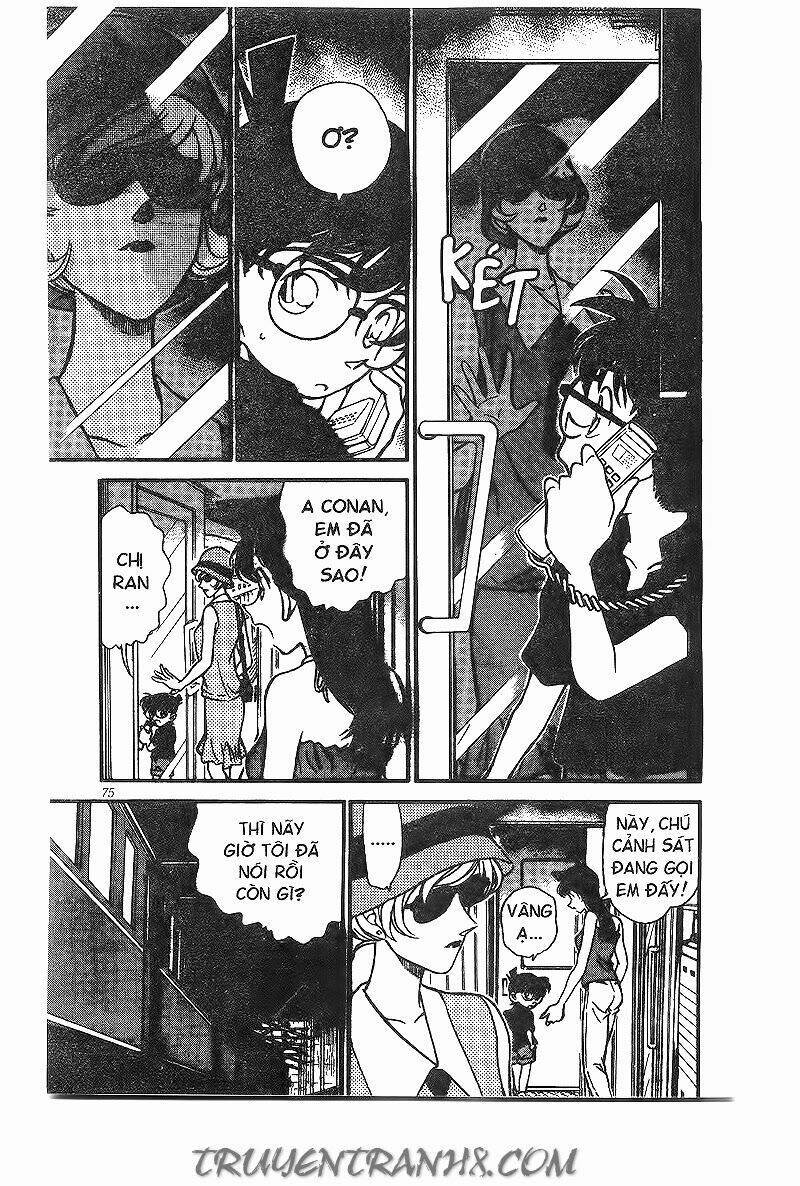 KÉT
Ơ?
A CONAN,
EM ĐÃ
Ở ĐÂY
SAO!
CHỊ
RAN
...
75
NÀY, CHÚ
CẢNH SÁT
ĐANG GỌI
EM ĐẤY!
VÂNG
Ạ...
.....
THÌ NÃY
GIỜ TÔI ĐÃ
NÓI RỒI
CÒN GÌ?
TRUYENTRANH8.COM